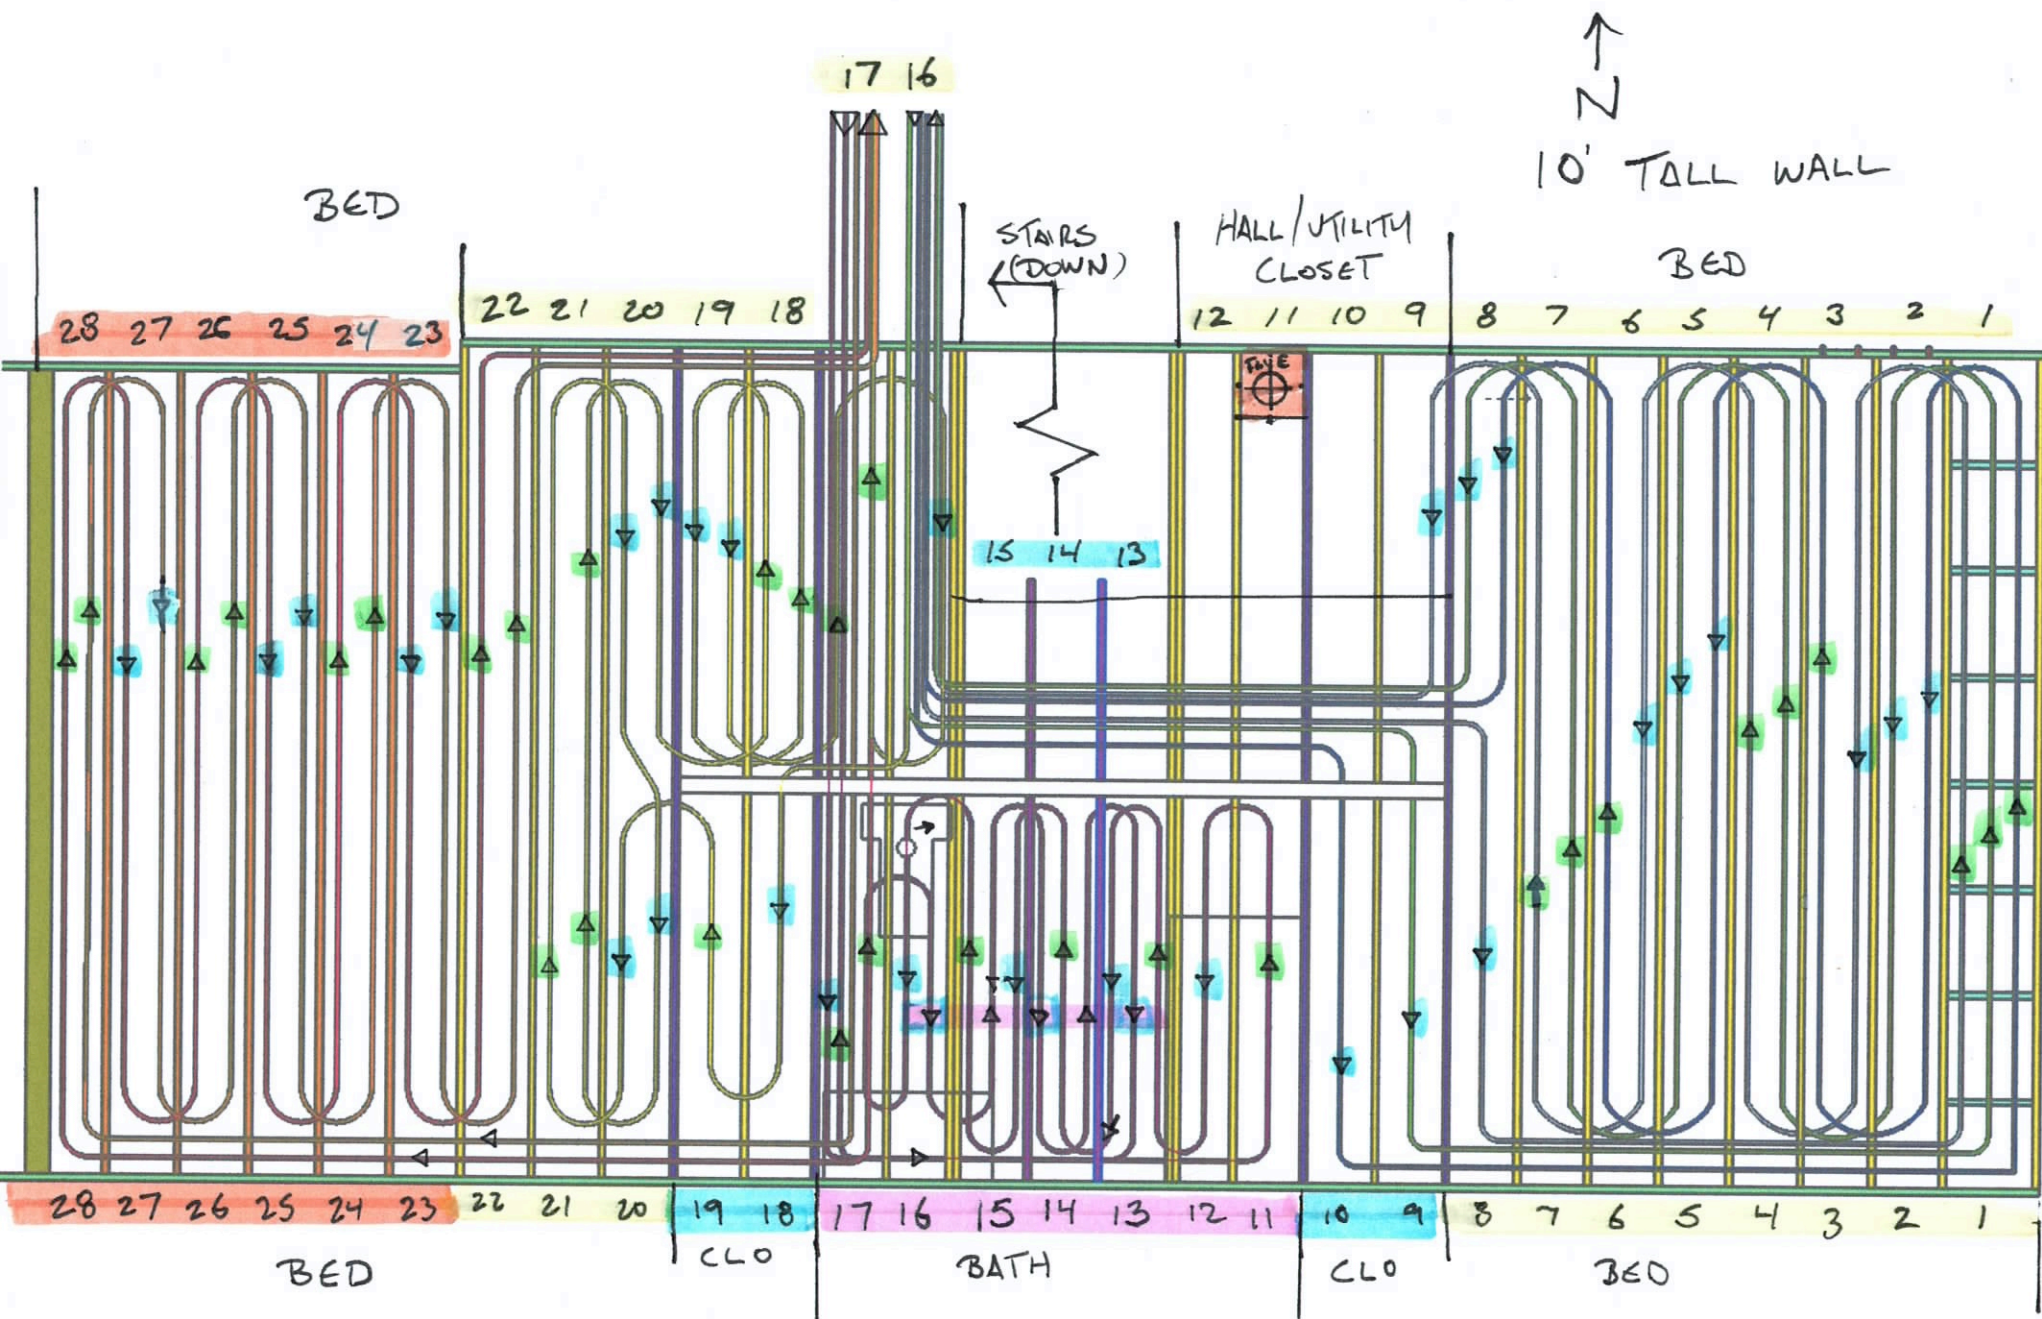 17 16
N
10' TALL WALL
BED
STAIRS
(DOWN)
HALL/UTILITY
CLOSET
BED
28 27 26 25 24 23 22 21 20 19 18
12 11 10 9 8 7 6 5 4 3 2 1
15 14 13
28 27 26 25 24 23 22 21 20 19 18 17 16 15 14 13 12 11 10 9 8 7 6 5 4 3 2 1
BED
CLO
BATH
CLO
BED